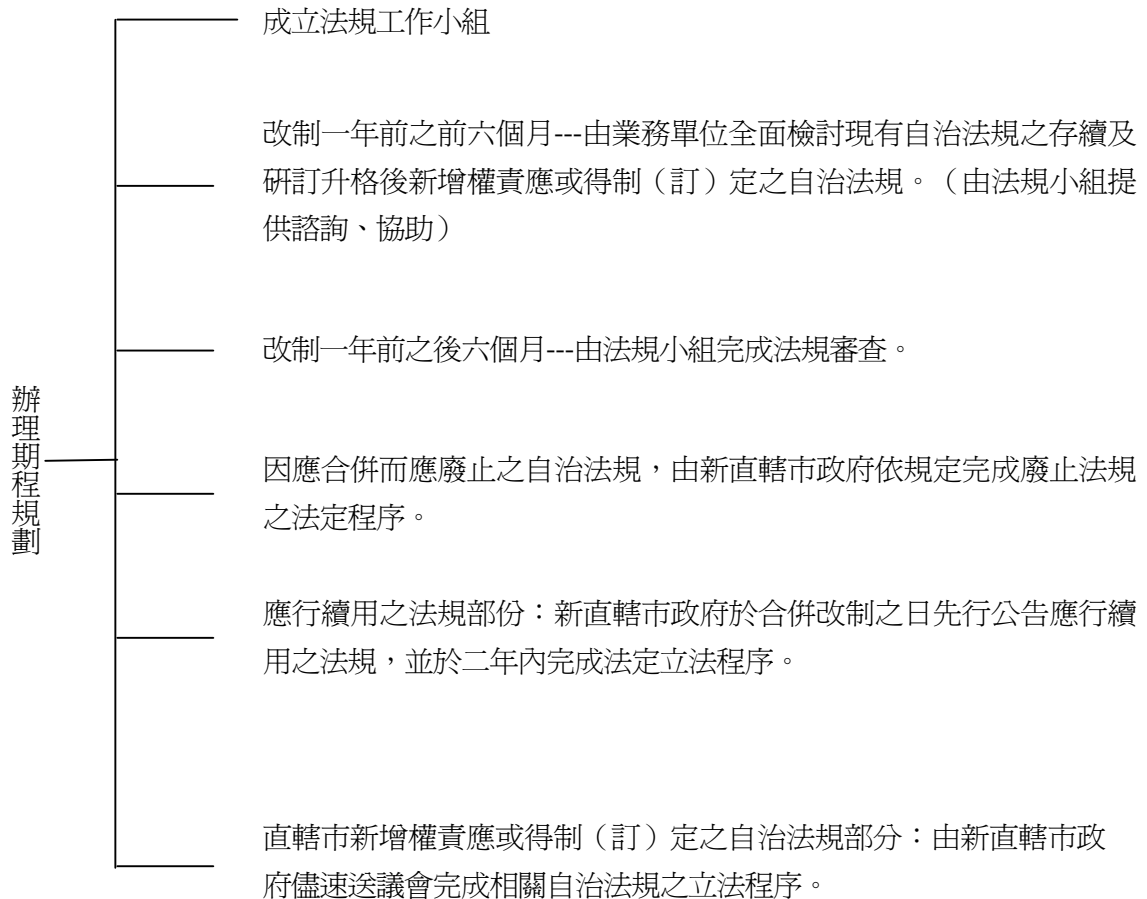 辦理期程規劃
成立法規工作小組
改制一年前之前六個月---由業務單位全面檢討現有自治法規之存續及
研訂升格後新增權責應或得制（訂）定之自治法規。（由法規小組提
供諮詢、協助）
改制一年前之後六個月---由法規小組完成法規審查。
因應合併而應廢止之自治法規，由新直轄市政府依規定完成廢止法規
之法定程序。
應行續用之法規部份：新直轄市政府於合併改制之日先行公告應行續
用之法規，並於二年內完成法定立法程序。
直轄市新增權責應或得制（訂）定之自治法規部分：由新直轄市政
府儘速送議會完成相關自治法規之立法程序。